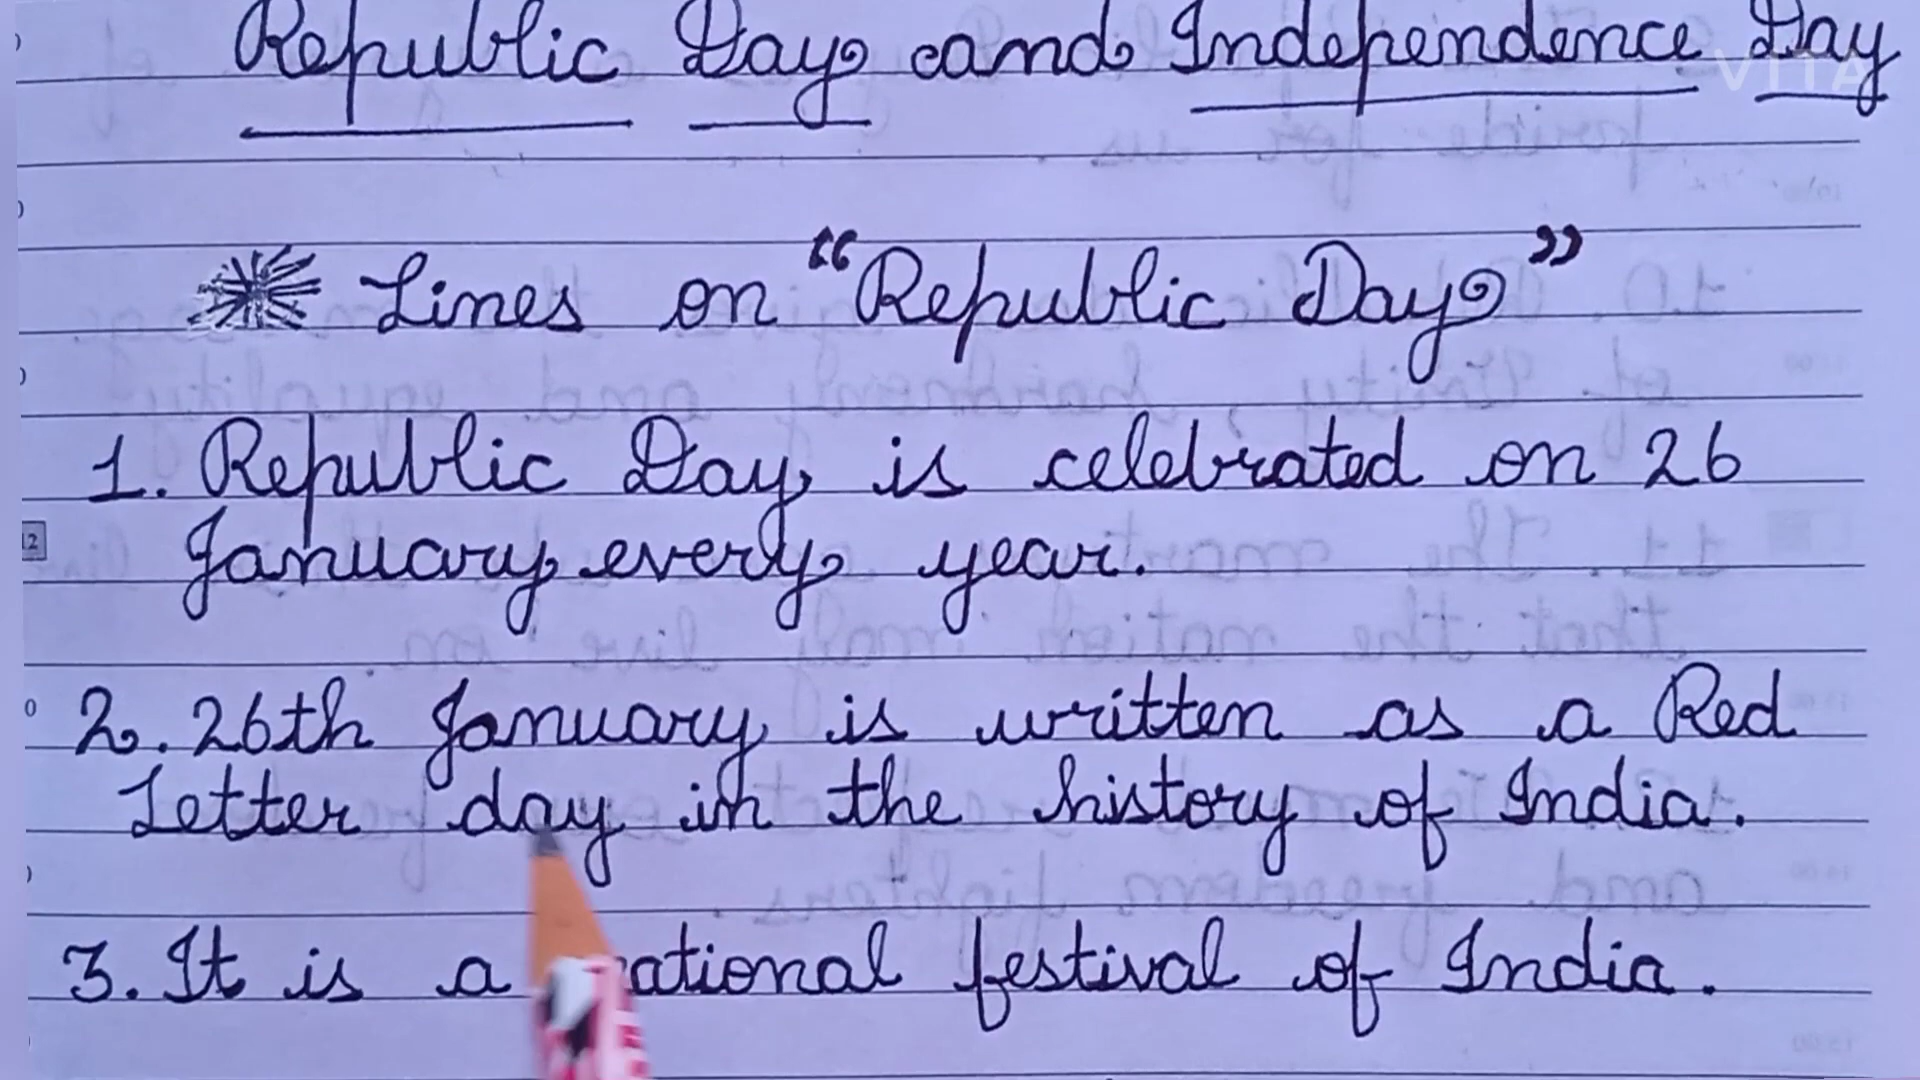 Republic Day and Independence Day
VITA
Lines on "Republic Day"
1. Republic Day is celebrated on 26
January every year.
2. 26th January is written as a Red
Letter day in the history of India.
3. It is a national festival of India.